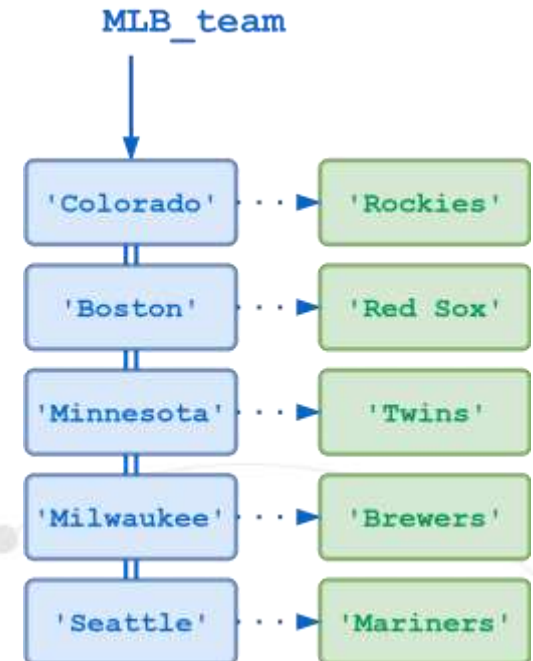 MLB_team
'Colorado' 'Rockies'
'Boston' 'Red Sox'
'Minnesota' 'Twins'
'Milwaukee' 'Brewers'
'Seattle' 'Mariners'